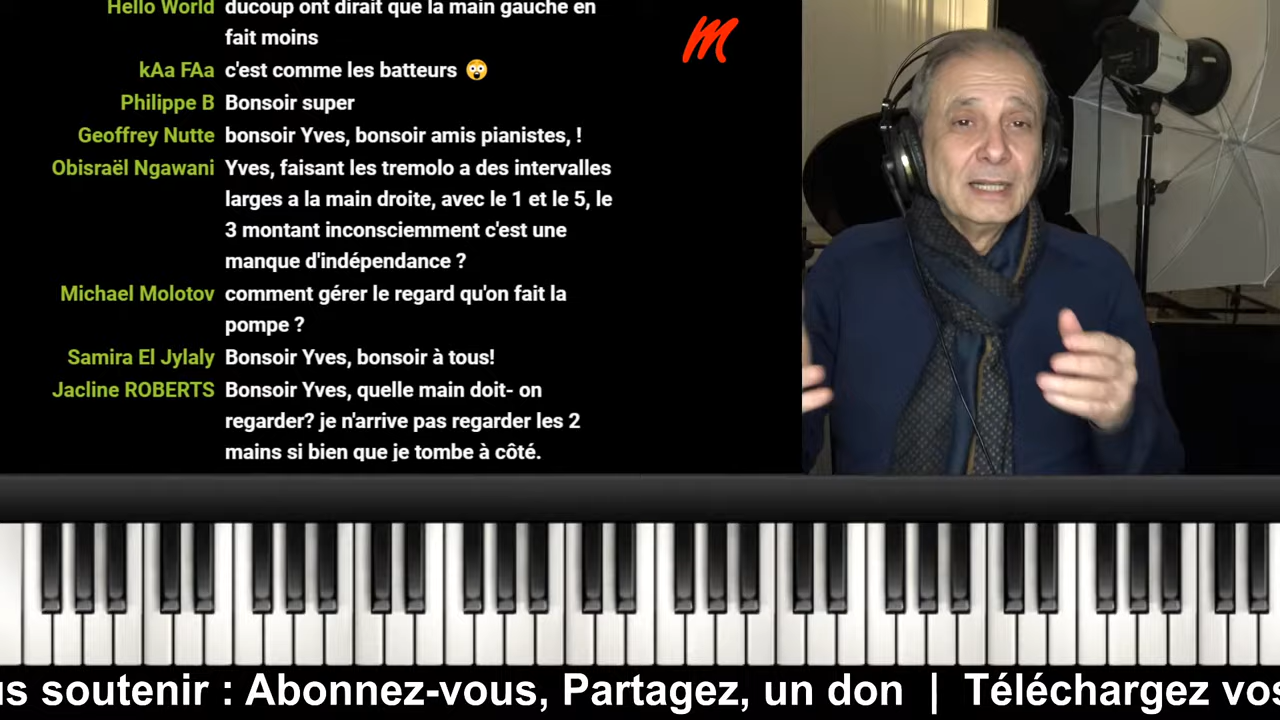 Hello World ducoup ont dirait que la main gauche en
fait moins
kAa FAa c'est comme les batteurs 😲
Philippe B Bonsoir super
Geoffrey Nutte bonsoir Yves, bonsoir amis pianistes, !
Obisraël Ngawani Yves, faisant les tremolo a des intervalles
larges a la main droite, avec le 1 et le 5, le
3 montant inconsciemment c'est une
manque d'indépendance ?
Michael Molotov comment gérer le regard qu'on fait la
pompe ?
Samira El Jylaly Bonsoir Yves, bonsoir à tous!
Jacline ROBERTS Bonsoir Yves, quelle main doit- on
regarder? je n'arrive pas regarder les 2
mains si bien que je tombe à côté.
m
us soutenir : Abonnez-vous, Partagez, un don | Téléchargez vos